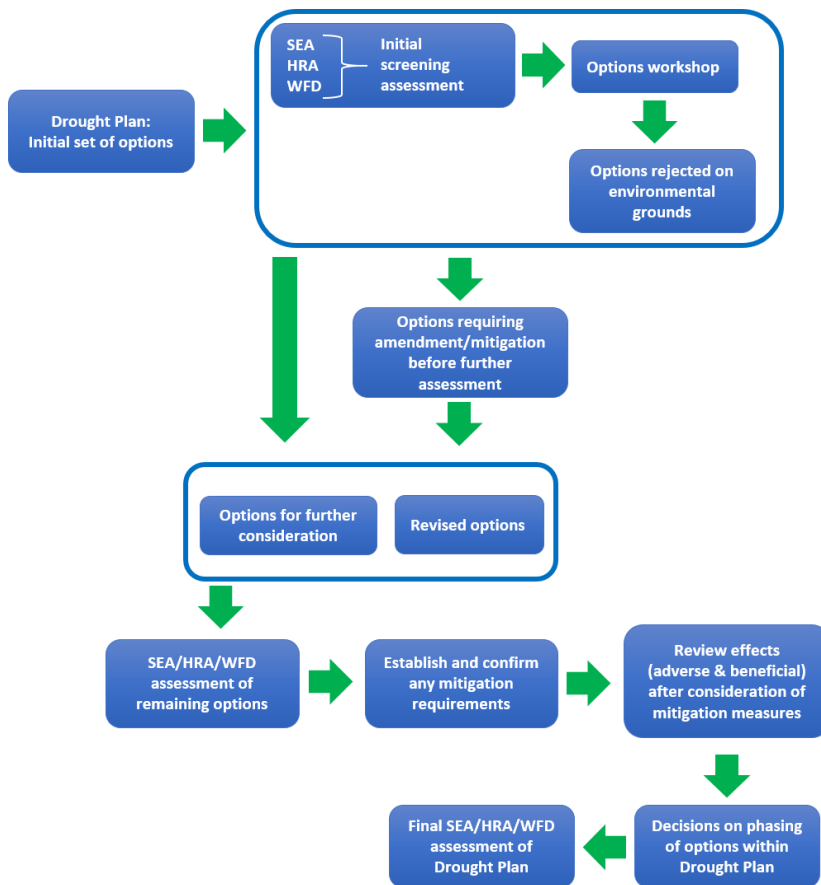 SEA
HRA
WFD
Initial
screening
assessment
Options workshop
Drought Plan:
Initial set of options
Options rejected on
environmental
grounds
Options requiring
amendment/mitigation
before further
assessment
Options for further
consideration
Revised options
SEA/HRA/WFD
assessment of
remaining options
Establish and confirm
any mitigation
requirements
Review effects
(adverse & beneficial)
after consideration of
mitigation measures
Final SEA/HRA/WFD
assessment of
Drought Plan
Decisions on phasing
of options within
Drought Plan